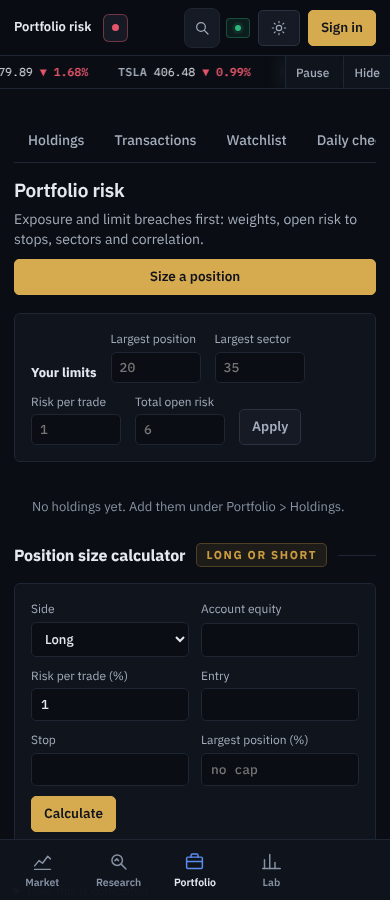 Portfolio risk
Sign in
79.89 ▼ 1.68% TSLA 406.48 ▼ 0.99%
Pause
Hide
Holdings
Transactions
Watchlist
Daily che
Portfolio risk
Exposure and limit breaches first: weights, open risk to
stops, sectors and correlation.
Size a position
Your limits
Largest position
20
Largest sector
35
Risk per trade
1
Total open risk
6
Apply
No holdings yet. Add them under Portfolio > Holdings.
Position size calculator
LONG OR SHORT
Side
Long
Account equity
Risk per trade (%)
1
Entry
Stop
Largest position (%)
no cap
Calculate
Market
Research
Portfolio
Lab